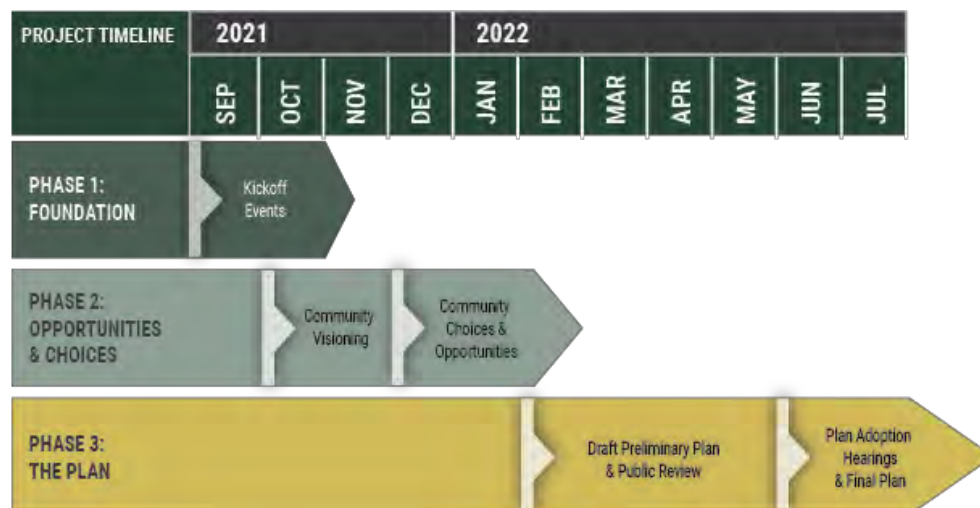 PROJECT TIMELINE
2021
2022
SEP
OCT
NOV
DEC
JAN
FEB
MAR
APR
MAY
JUN
JUL
PHASE 1:
FOUNDATION
Kickoff
Events
PHASE 2:
OPPORTUNITIES
& CHOICES
Community
Visioning
Community
Choices &
Opportunities
PHASE 3:
THE PLAN
Draft Preliminary Plan
& Public Review
Plan Adoption
Hearings
& Final Plan